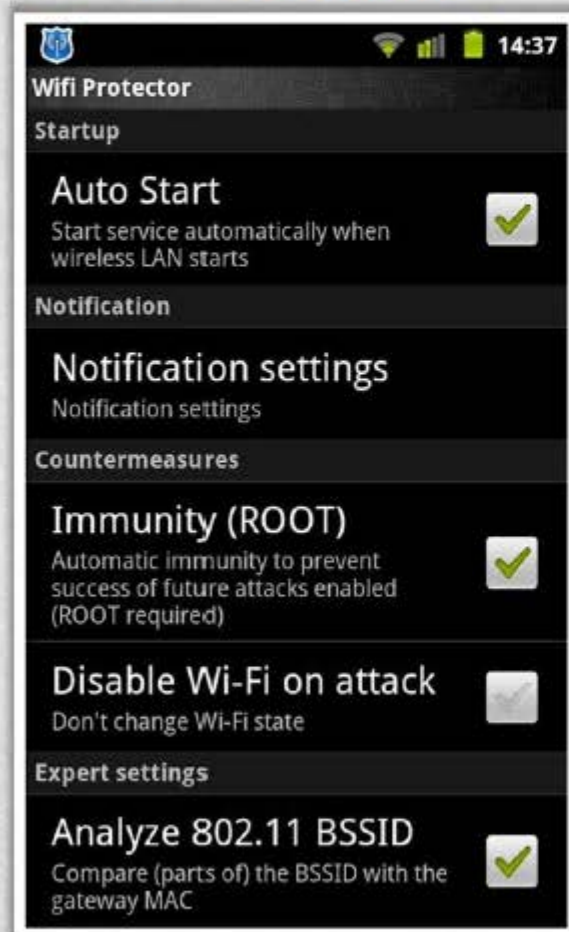 14:37
Wifi Protector
Startup
Auto Start
Start service automatically when
wireless LAN starts
Notification
Notification settings
Notification settings
Countermeasures
Immunity (ROOT)
Automatic immunity to prevent
success of future attacks enabled
(ROOT required)
Disable Wi-Fi on attack
Don't change Wi-Fi state
Expert settings
Analyze 802.11 BSSID
Compare (parts of) the BSSID with the
gateway MAC